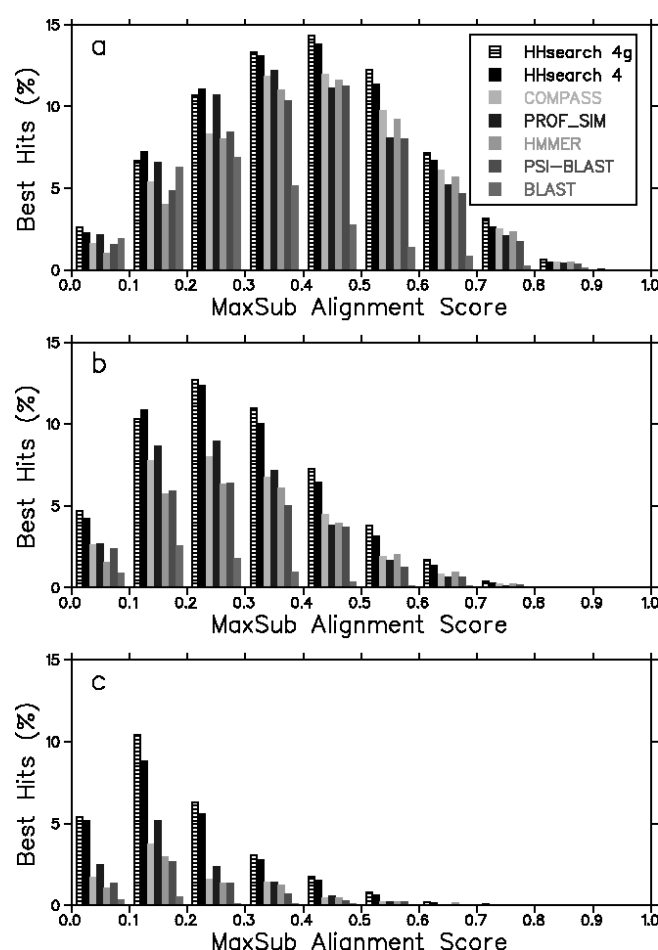 a
HHsearch 4g
HHsearch 4
COMPASS
PROF_SIM
HMMER
PSI-BLAST
BLAST
15
10
5
0
Best Hits (%)
0.0 0.1 0.2 0.3 0.4 0.5 0.6 0.7 0.8 0.9 1.0
MaxSub Alignment Score
b
15
10
5
0
Best Hits (%)
0.0 0.1 0.2 0.3 0.4 0.5 0.6 0.7 0.8 0.9 1.0
MaxSub Alignment Score
c
15
10
5
0
Best Hits (%)
0.0 0.1 0.2 0.3 0.4 0.5 0.6 0.7 0.8 0.9 1.0
MaxSub Alignment Score